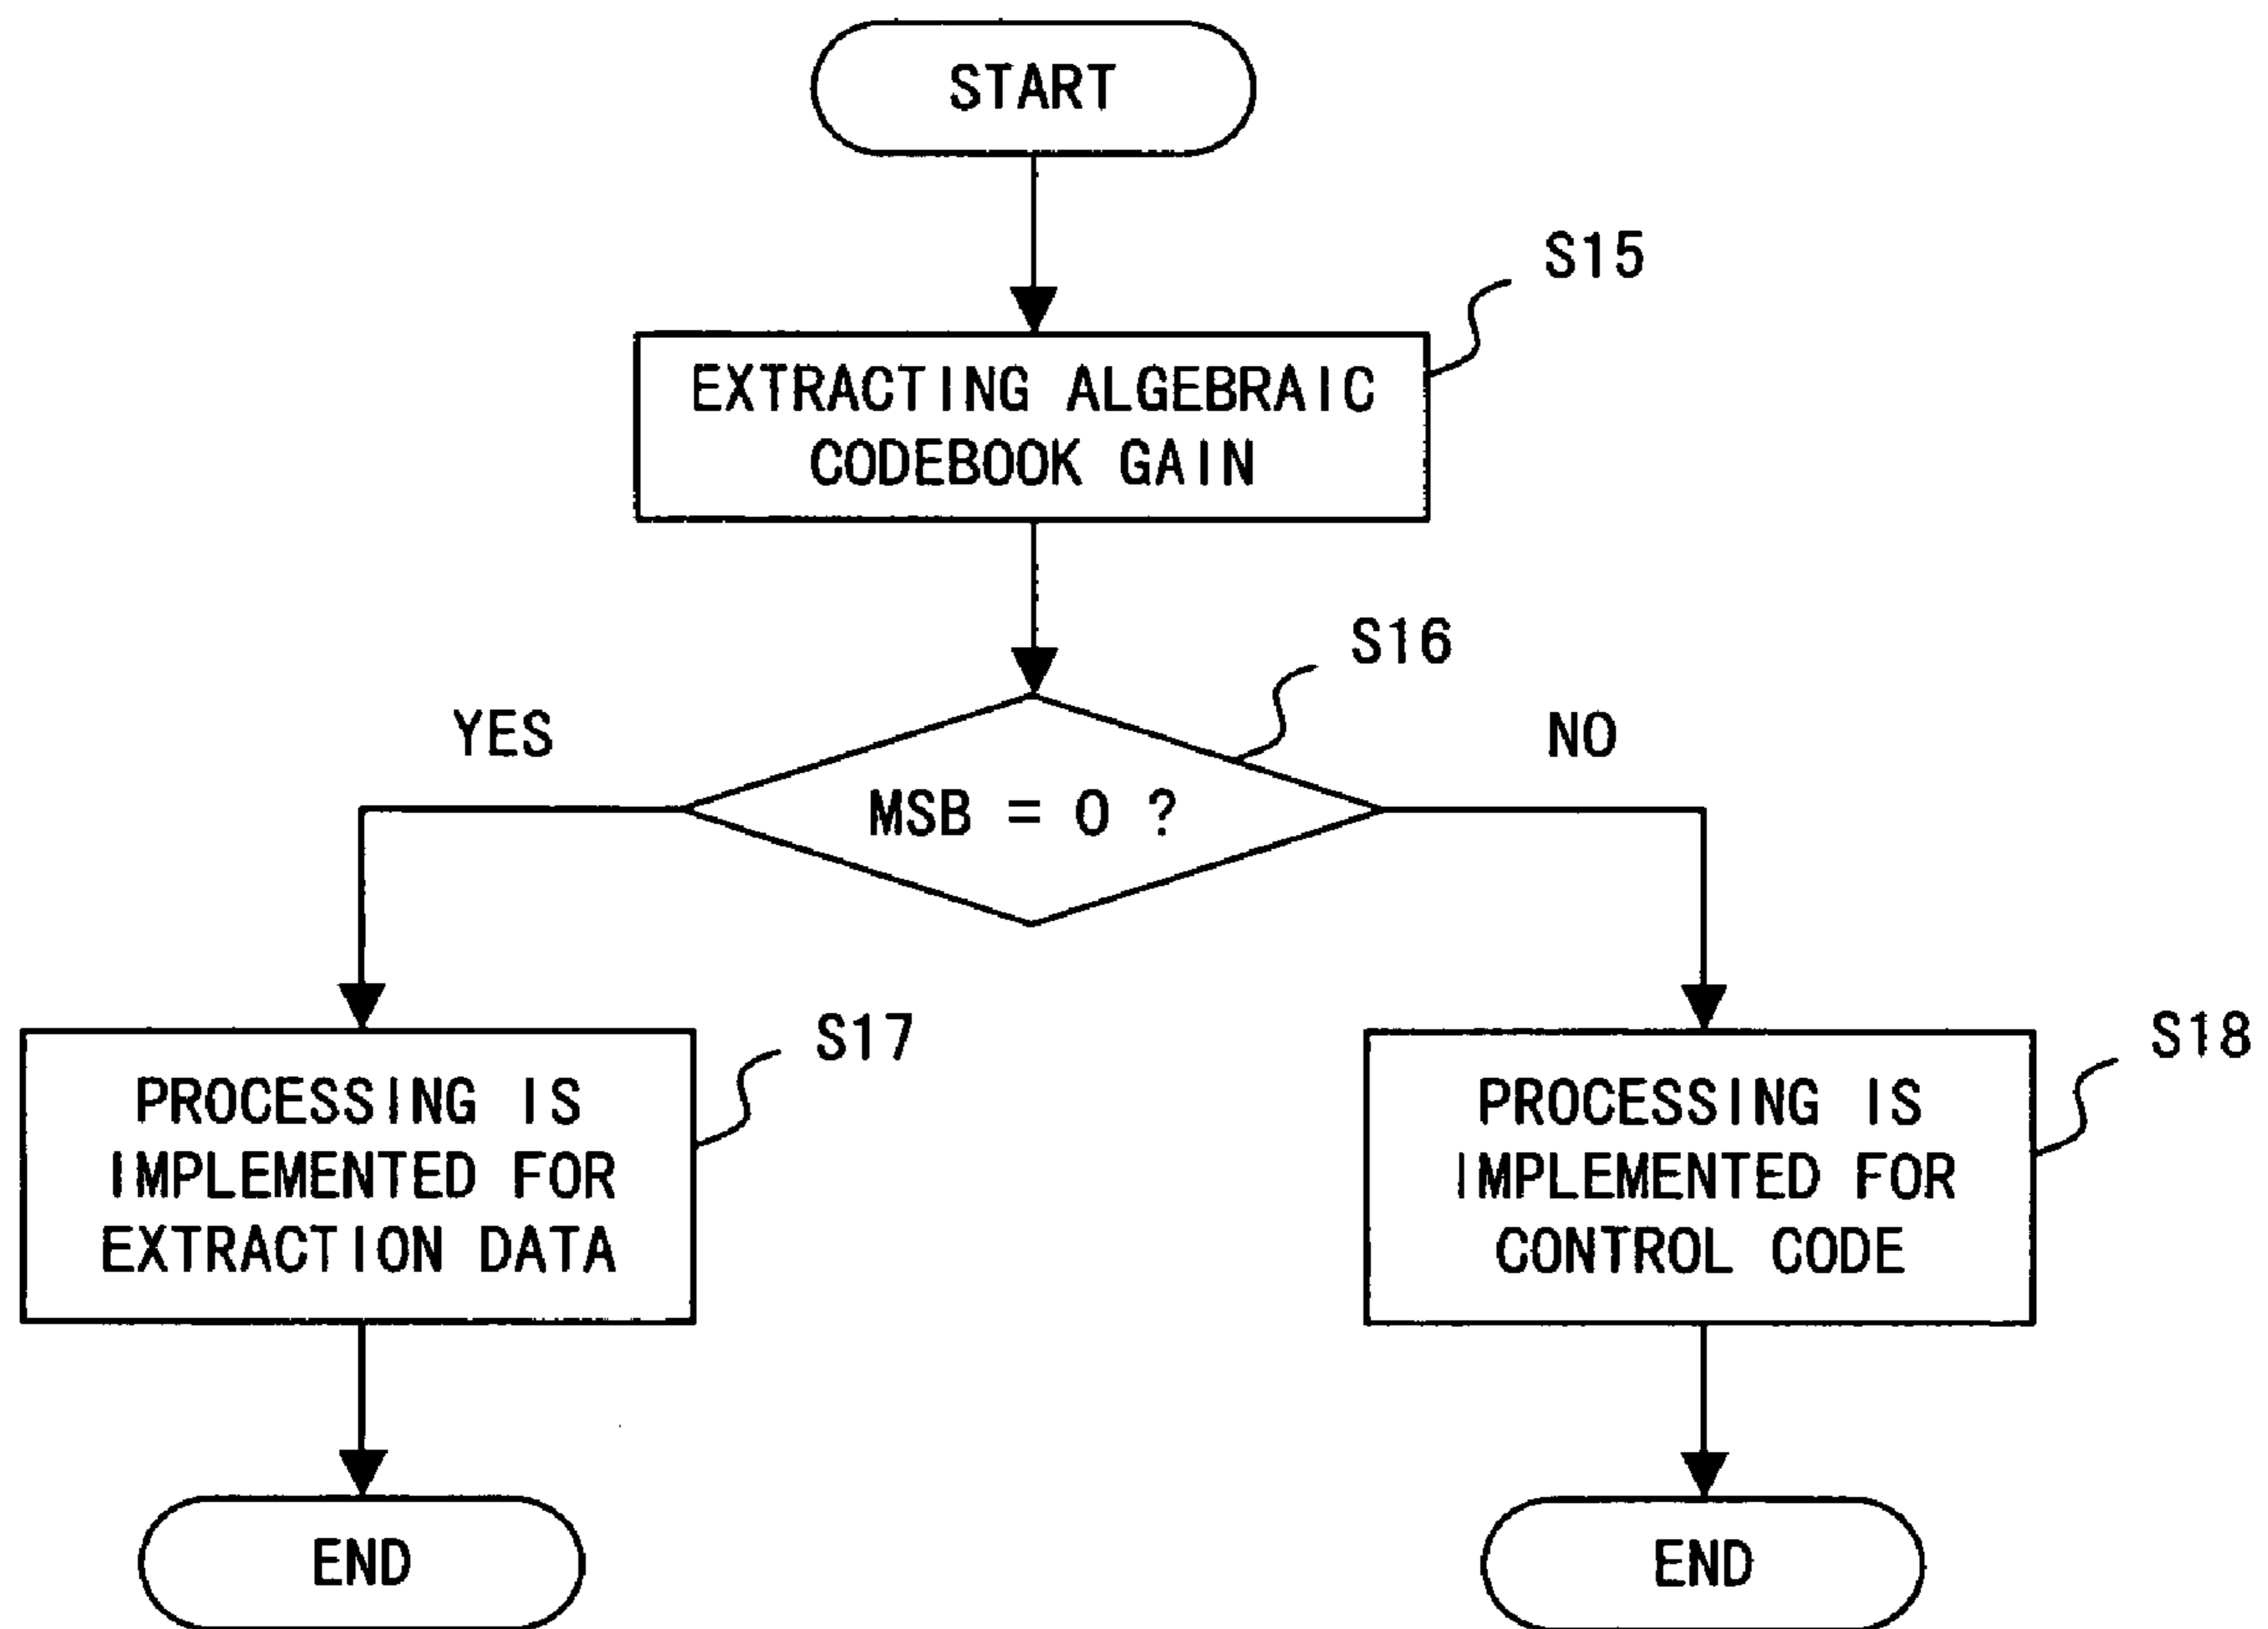 START
S15
EXTRACTING ALGEBRAIC
CODEBOOK GAIN
S16
YES
NO
MSB = 0 ?
S17
S18
PROCESSING IS
IMPLEMENTED FOR
EXTRACTION DATA
PROCESSING IS
IMPLEMENTED FOR
CONTROL CODE
END
END